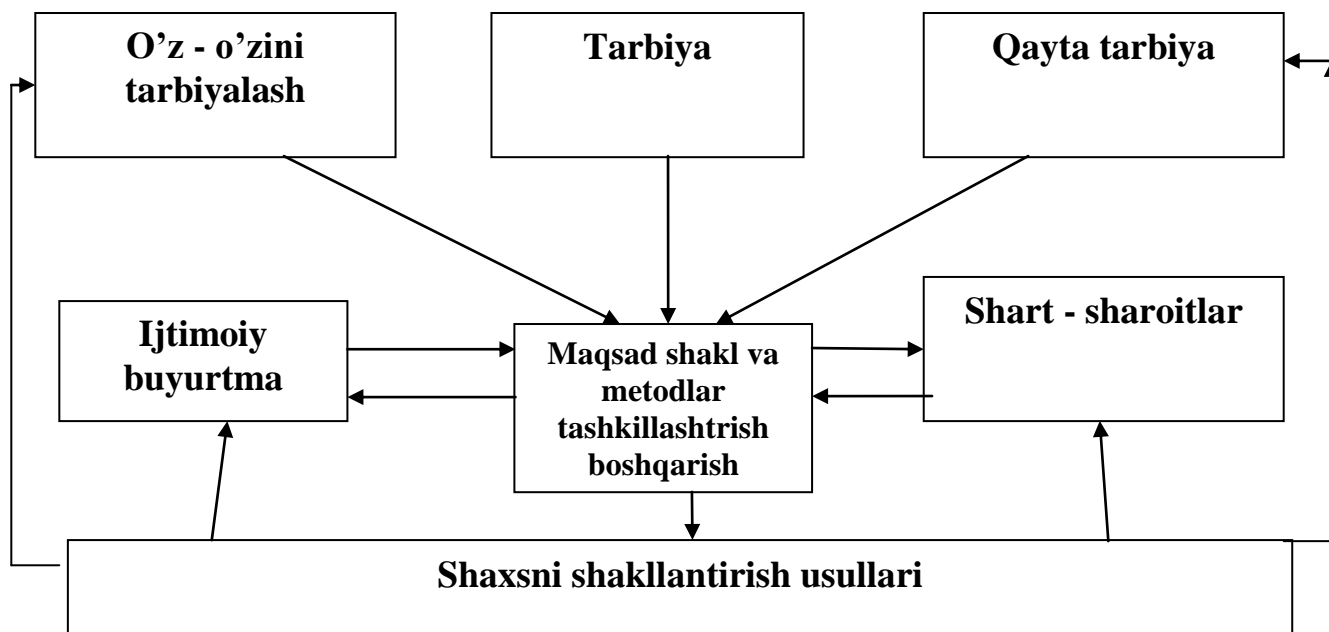 O’z - o’zini
tarbiyalash
Tarbiya
Qayta tarbiya
Ijtimoiy
buyurtma
Maqsad shakl va
metodlar
tashkillashtrish
boshqarish
Shart - sharoitlar
Shaxsni shakllantirish usullari